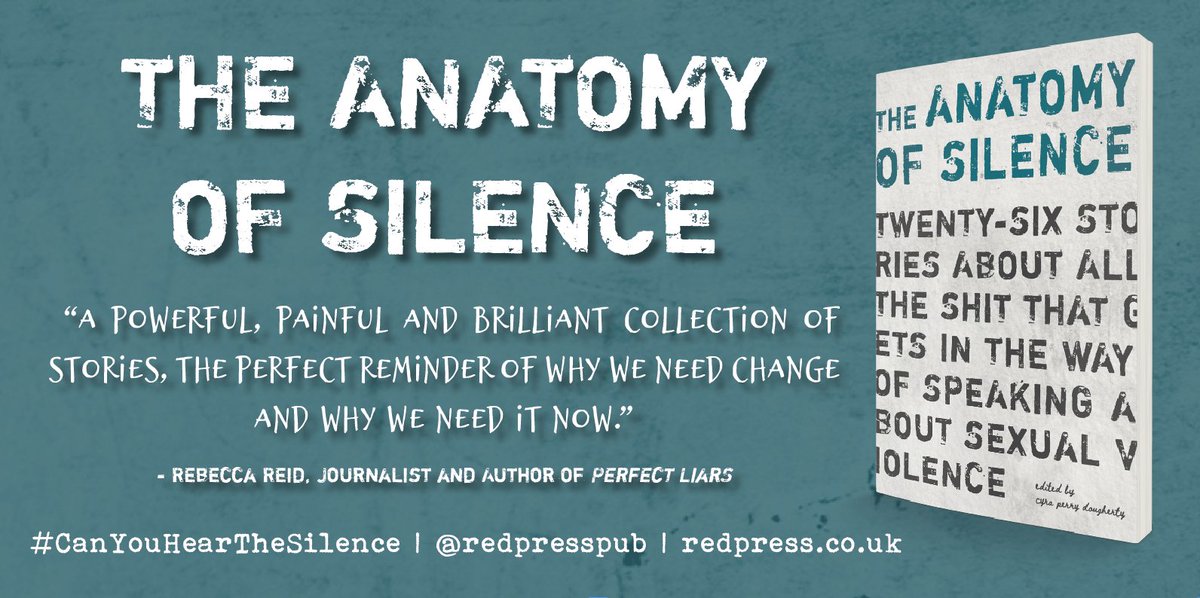 THE ANATOMY
OF SILENCE
“A POWERFUL, PAINFUL AND BRILLIANT COLLECTION OF
STORIES, THE PERFECT REMINDER OF WHY WE NEED CHANGE
AND WHY WE NEED IT NOW.”
- REBECCA REID, JOURNALIST AND AUTHOR OF PERFECT LIARS
#CanYouHearTheSilence | @redpresspub | redpress.co.uk
THE ANATOMY
OF SILENCE
TWENTY-SIX STO
RIES ABOUT ALL
THE SHIT THAT G
ETS IN THE WAY
OF SPEAKING A
BOUT SEXUAL V
IOLENCE
edited by
cyra perry dougherty